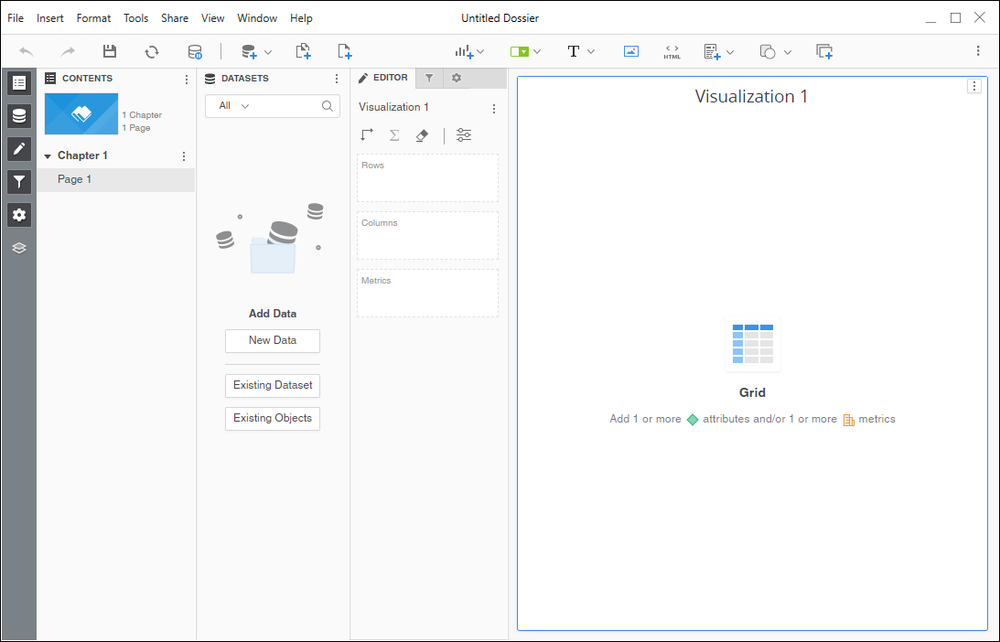 File Insert Format Tools Share View Window Help Untitled Dossier
HTML
CONTENTS
1 Chapter
1 Page
Chapter 1
Page 1
DATASETS
All
Add Data
New Data
Existing Dataset
Existing Objects
EDITOR
Visualization 1
Rows
Columns
Metrics
Visualization 1
Grid
Add 1 or more attributes and/or 1 or more metrics